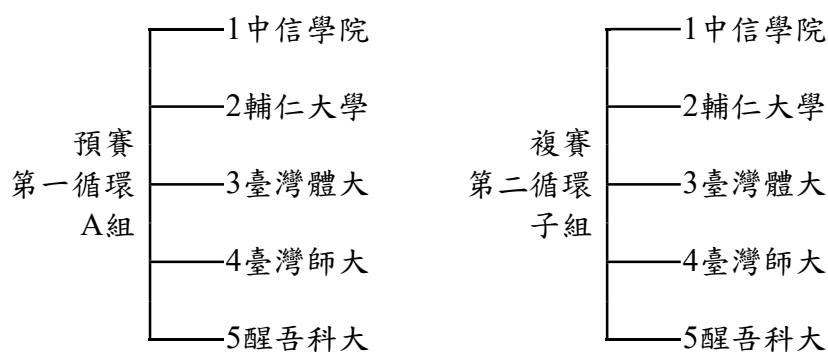 預賽
第一循環
A組
1中信學院
2輔仁大學
3臺灣體大
4臺灣師大
5醒吾科大
複賽
第二循環
子組
1中信學院
2輔仁大學
3臺灣體大
4臺灣師大
5醒吾科大